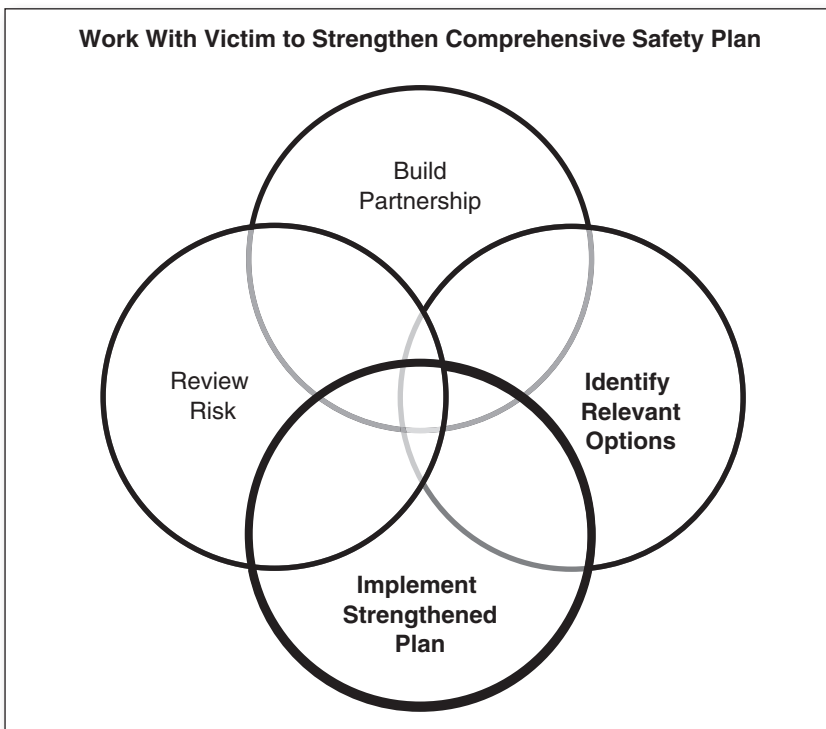 Work With Victim to Strengthen Comprehensive Safety Plan
Build
Partnership
Review
Risk
Identify
Relevant
Options
Implement
Strengthened
Plan